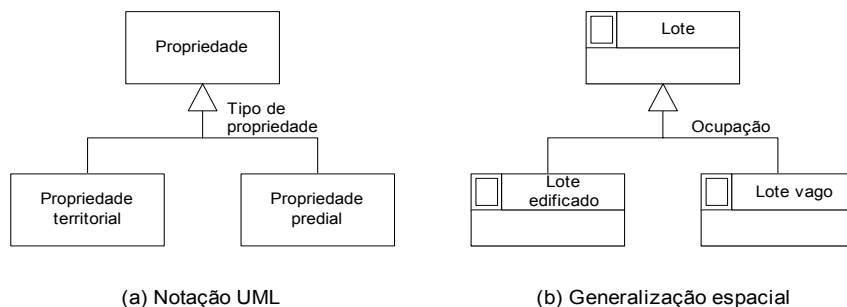 Propriedade
Tipo de
propriedade
Propriedade
territorial
Propriedade
predial
(a) Notação UML
Lote
Ocupação
Lote
edificado
Lote vago
(b) Generalização espacial